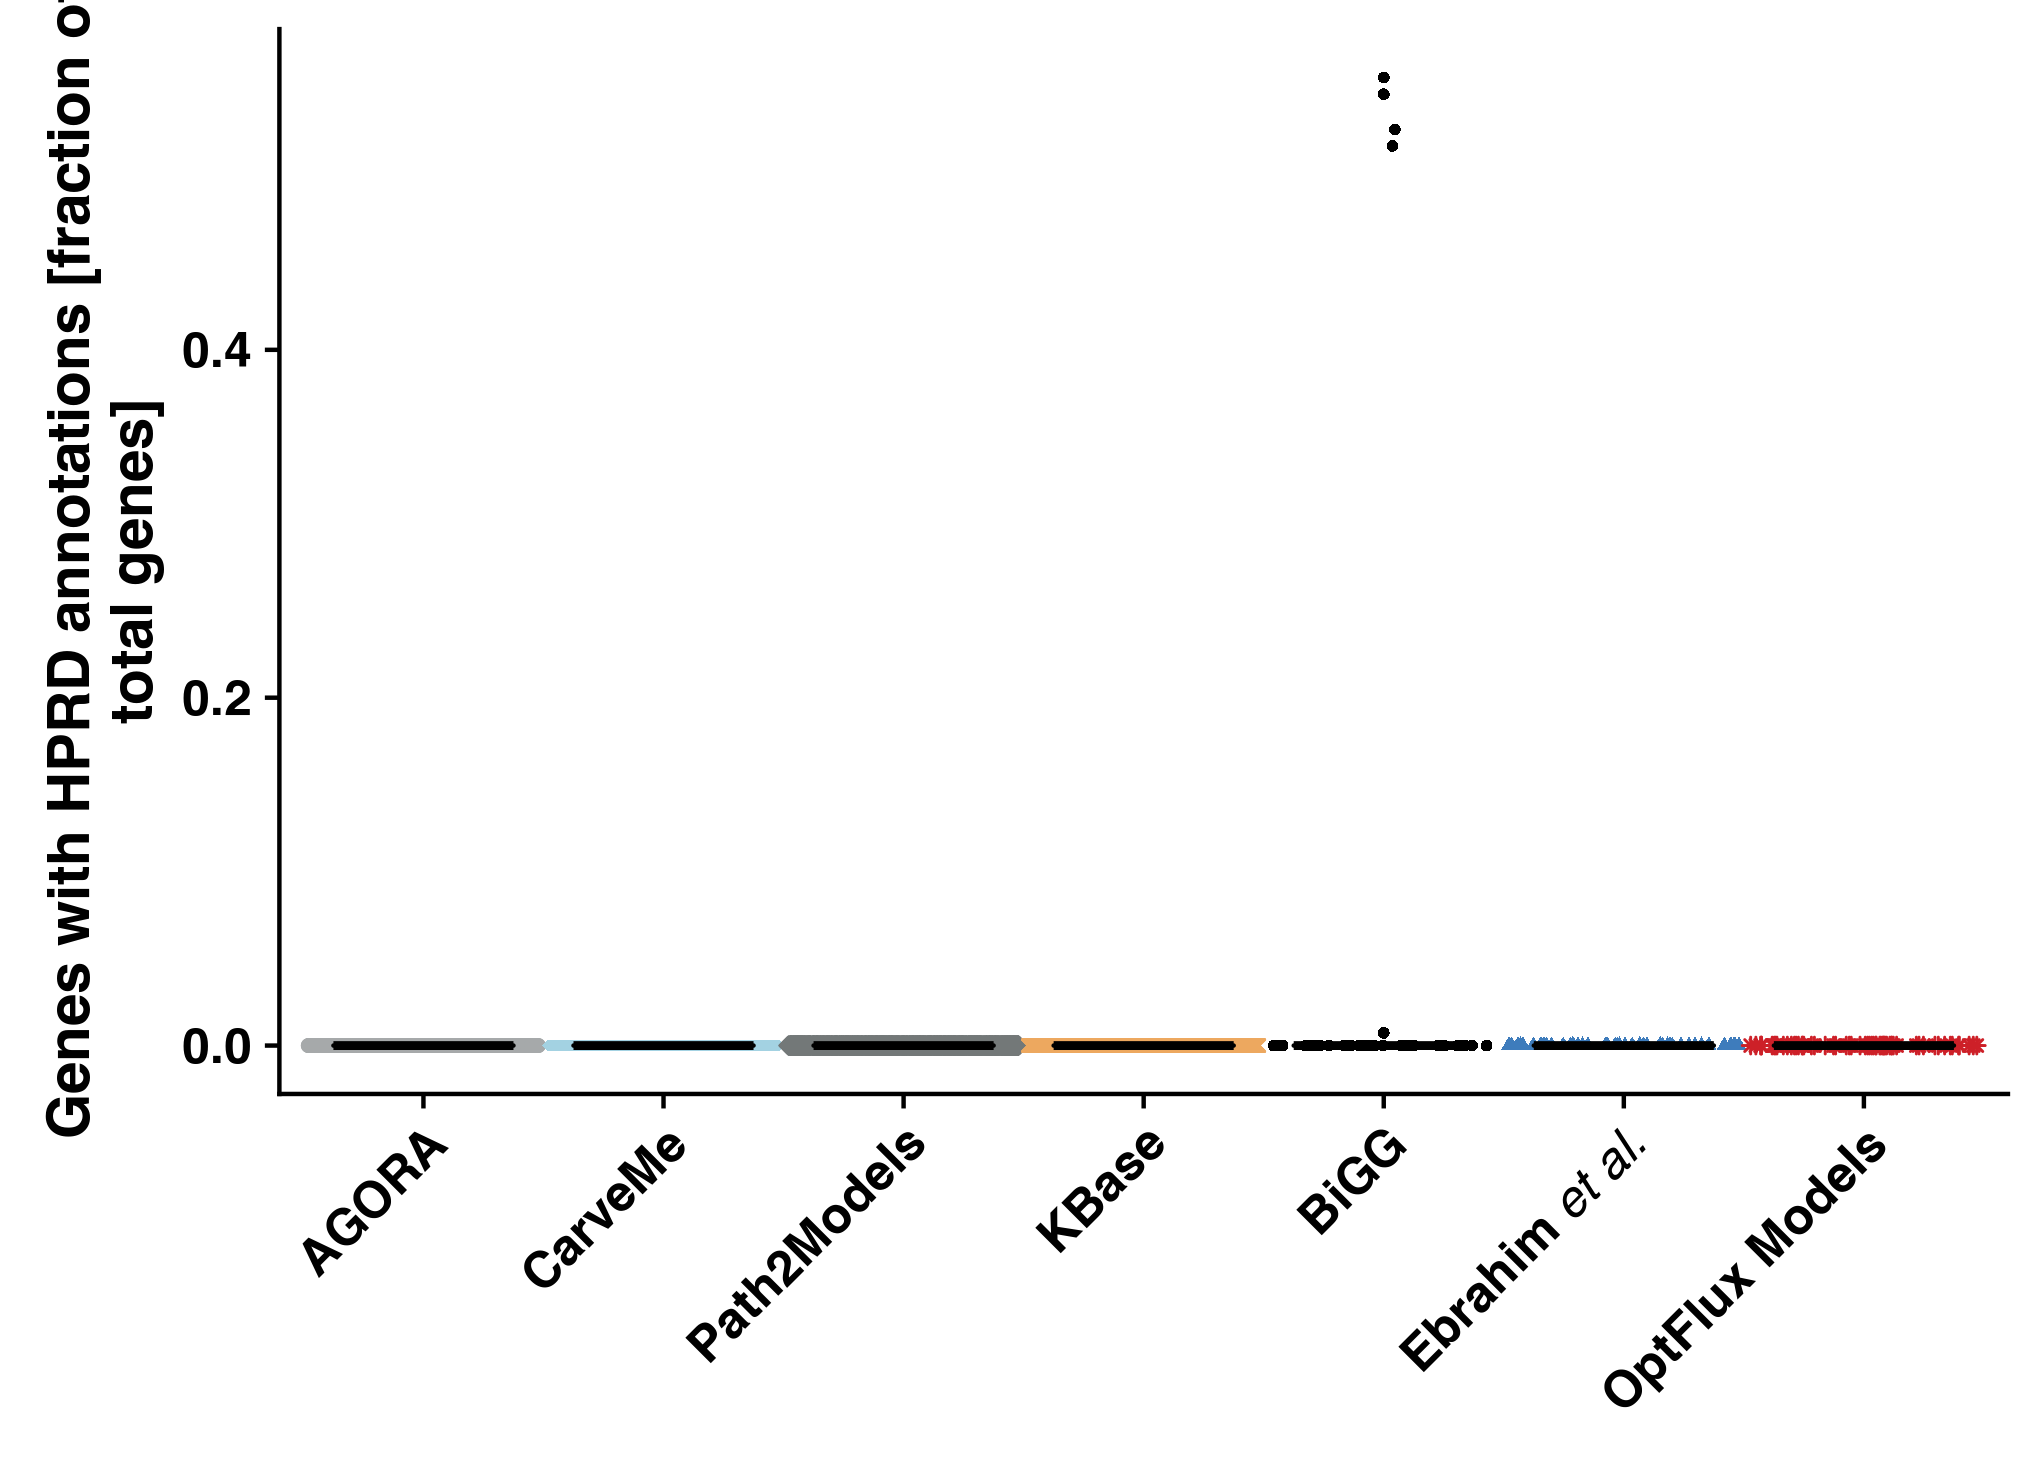 Genes with HPRD annotations [fraction of
total genes]
0.4
0.2
0.0
AGORA
CarveMe
Path2Models
KBase
BiGG
Ebrahim et al.
OptFlux Models